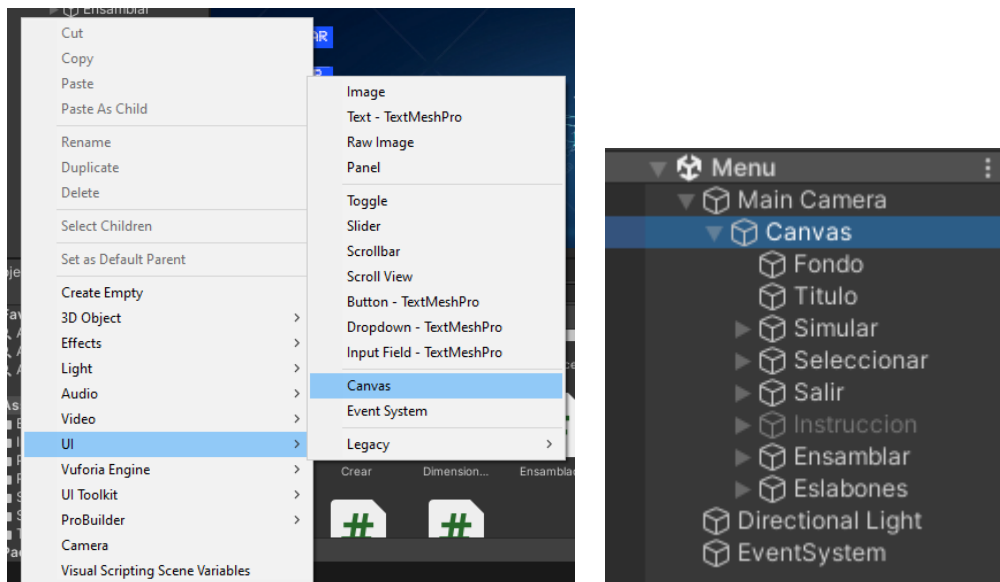 Ensamblar
Cut
Copy
Paste
Paste As Child
Rename
Duplicate
Delete
Select Children
Set as Default Parent
Create Empty
3D Object
Effects
Light
Audio
Video
UI
Vuforia Engine
UI Toolkit
ProBuilder
Camera
Visual Scripting Scene Variables
Image
Text - TextMeshPro
Raw Image
Panel
Toggle
Slider
Scrollbar
Scroll View
Button - TextMeshPro
Dropdown - TextMeshPro
Input Field - TextMeshPro
Canvas
Event System
Legacy
Crear
Dimension...
#
#
Menu
Main Camera
Canvas
Fondo
Titulo
Simular
Seleccionar
Salir
Instruccion
Ensamblar
Eslabones
Directional Light
EventSystem